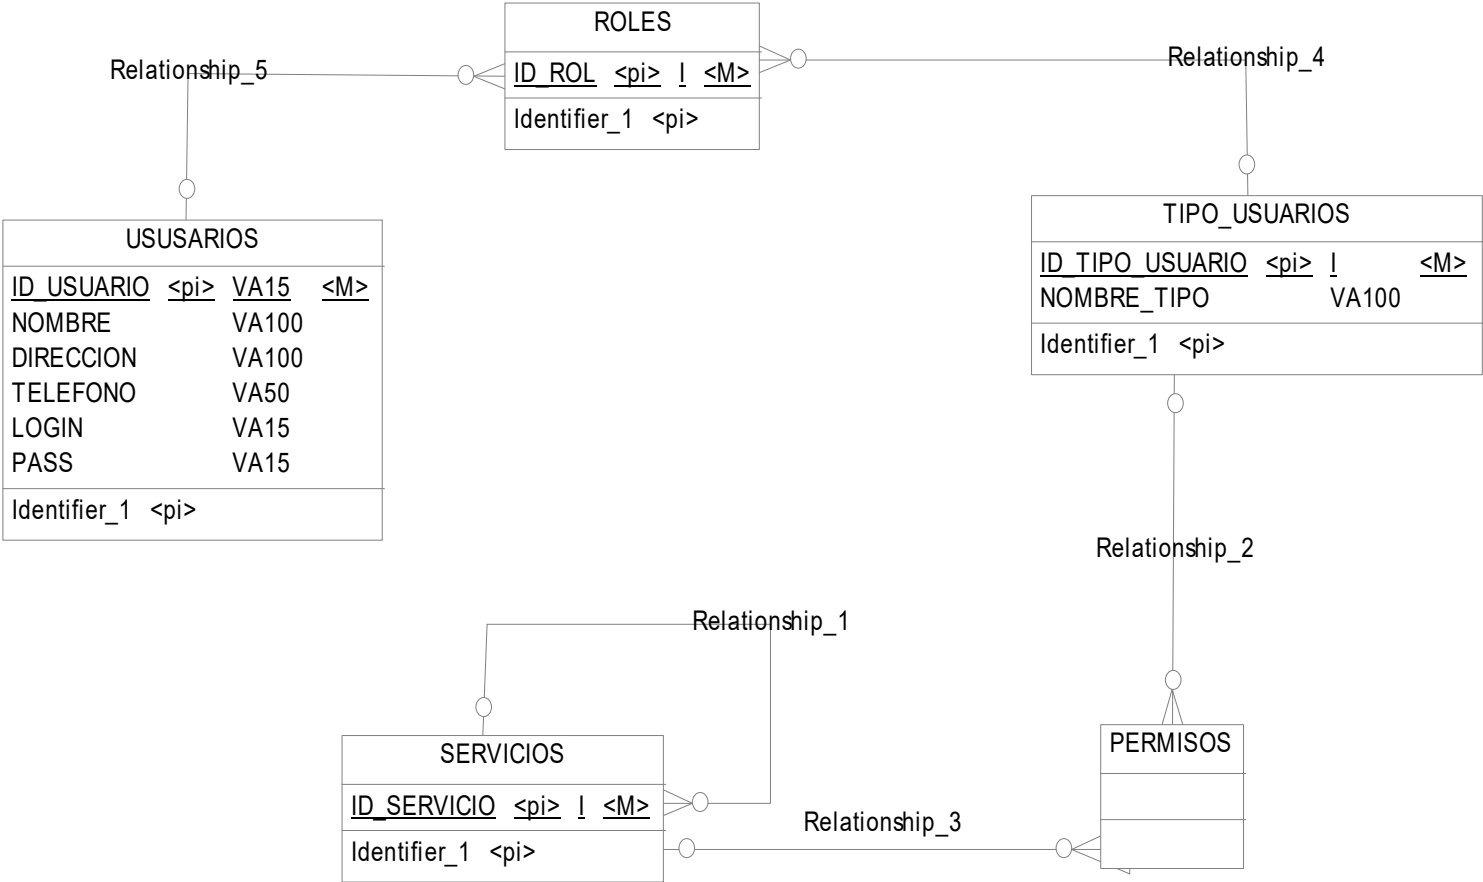 ROLES
ID_ROL <pi> I <M>
Identifier_1 <pi>
Relationship_5
Relationship_4
USUSARIOS
ID_USUARIO <pi> VA15 <M>
NOMBRE VA100
DIRECCION VA100
TELEFONO VA50
LOGIN VA15
PASS VA15
Identifier_1 <pi>
TIPO_USUARIOS
ID_TIPO_USUARIO <pi> I <M>
NOMBRE_TIPO VA100
Identifier_1 <pi>
Relationship_2
Relationship_1
SERVICIOS
ID_SERVICIO <pi> I <M>
Identifier_1 <pi>
Relationship_3
PERMISOS